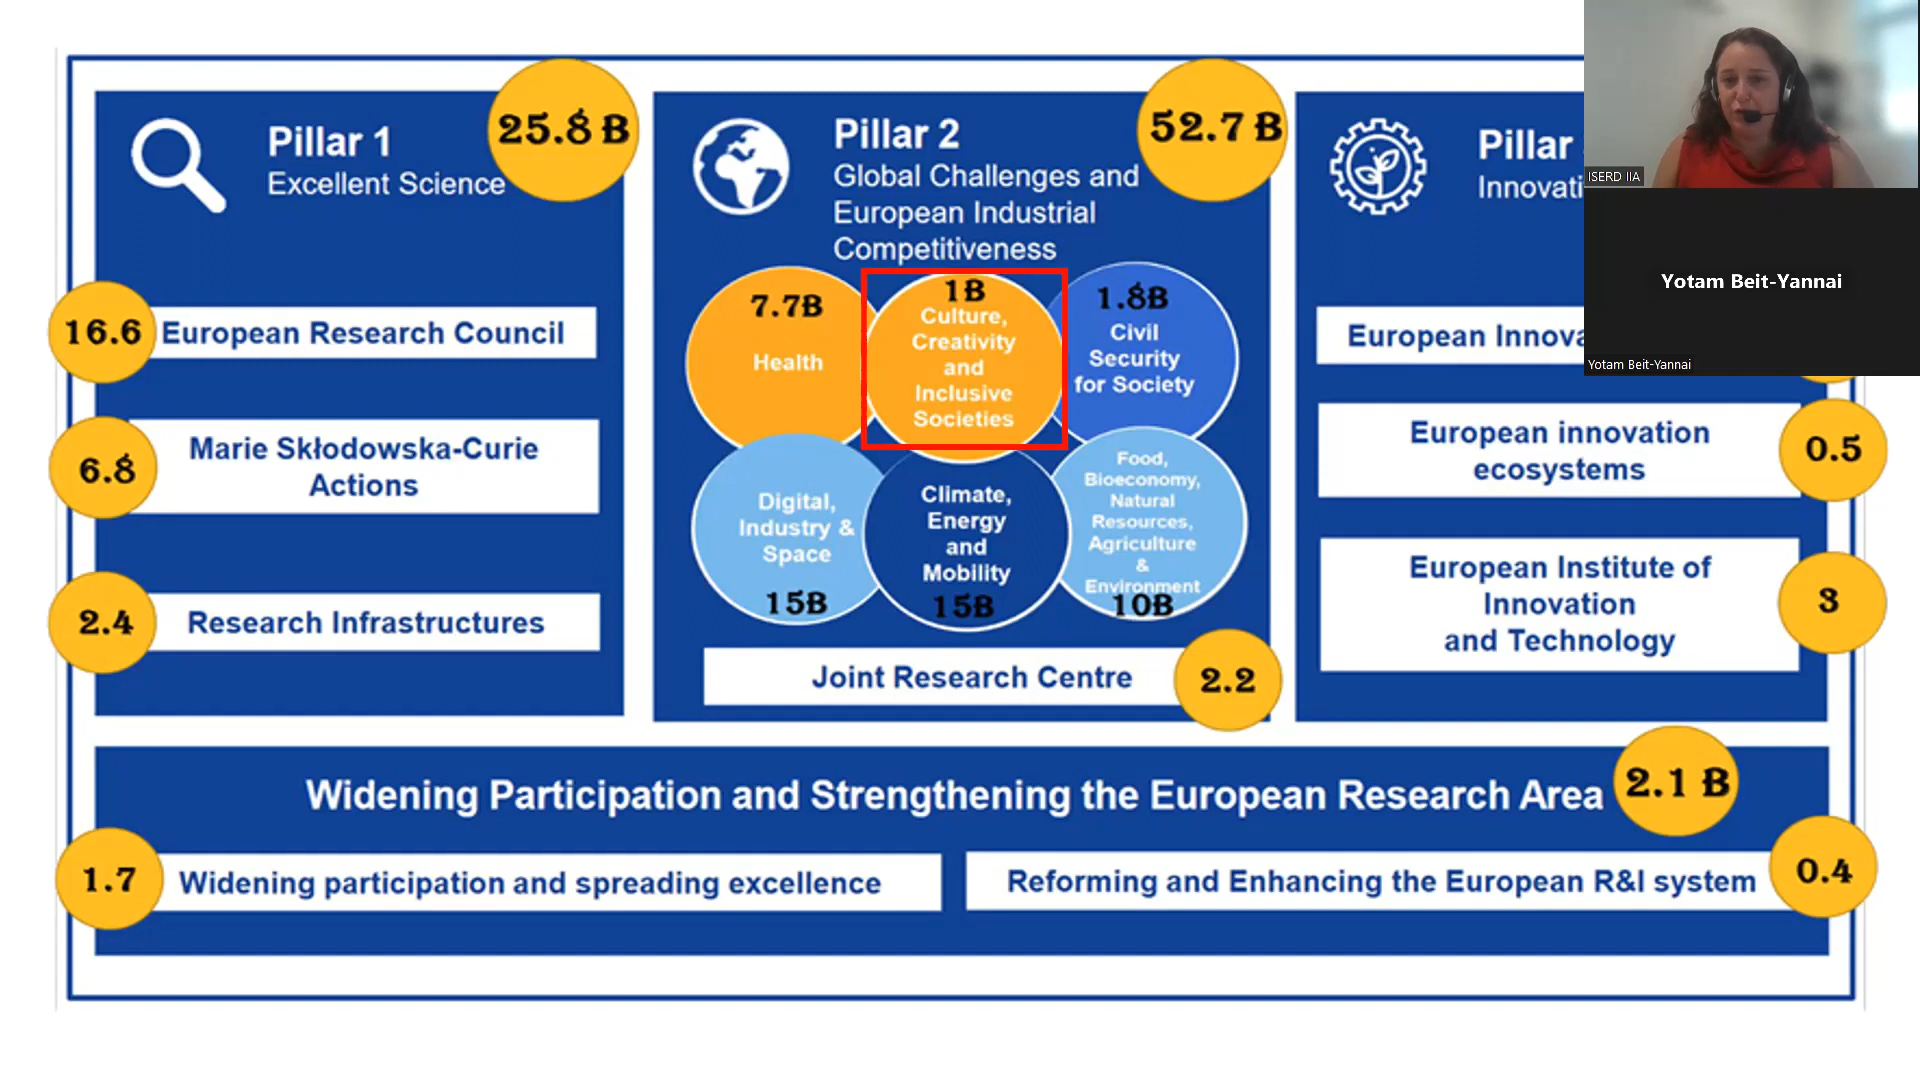 Pillar 1
Excellent Science
25.8 B
16.6
European Research Council
6.8
Marie Skłodowska-Curie
Actions
2.4
Research Infrastructures
Pillar 2
Global Challenges and
European Industrial
Competitiveness
52.7 B
7.7B
Health
1B
Culture,
Creativity
and
Inclusive
Societies
1.8B
Civil
Security
for Society
Digital,
Industry &
Space
15B
Climate,
Energy
and
Mobility
15B
Food,
Bioeconomy,
Natural
Resources,
Agriculture
&
Environment
10B
Joint Research Centre
2.2
Pillar
European innovation
ecosystems
0.5
European Institute of
Innovation
and Technology
3
Widening Participation and Strengthening the European Research Area
2.1 B
1.7
Widening participation and spreading excellence
Reforming and Enhancing the European R&I system
0.4
ISERD IIA
Yotam Beit-Yannai
Yotam Beit-Yannai